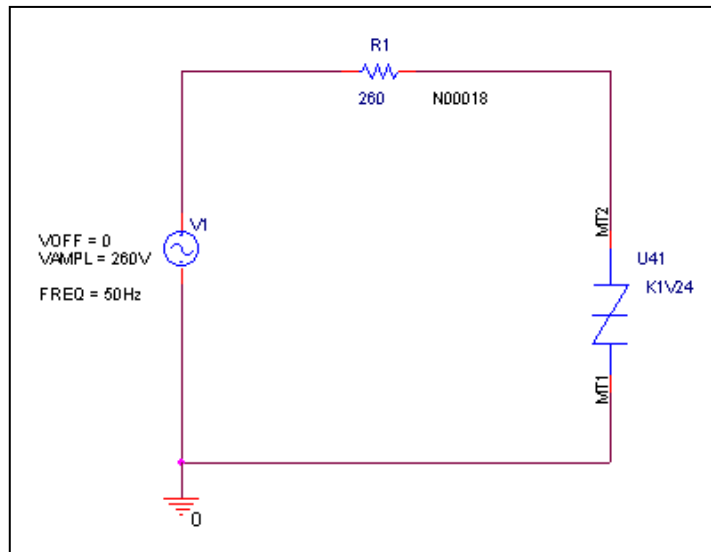 R1
260
N00018
V1
VOFF = 0
VAMPL = 260V
FREQ = 50Hz
MT2
U41
K1V24
MT1
0